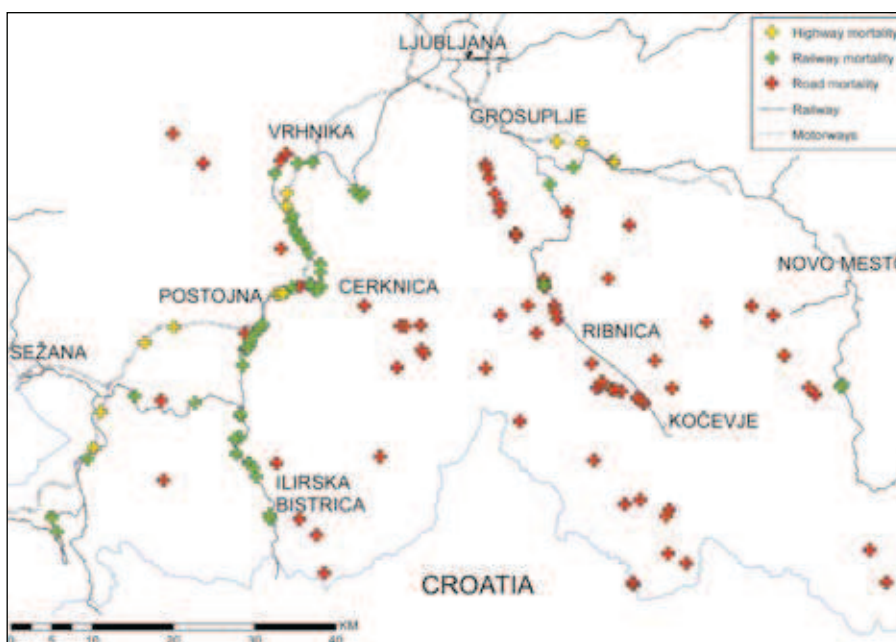 LJUBLJANA
Highway mortality
Railway mortality
Road mortality
Railway
Motorways
GROSUPLJE
VRHNIKA
NOVO MESTO
POSTOJNA
CERKNICA
RIBNICA
SEŽANA
KOČEVJE
ILIRSKA
BISTRICA
CROATIA
0 5 10 20 30 40
KM